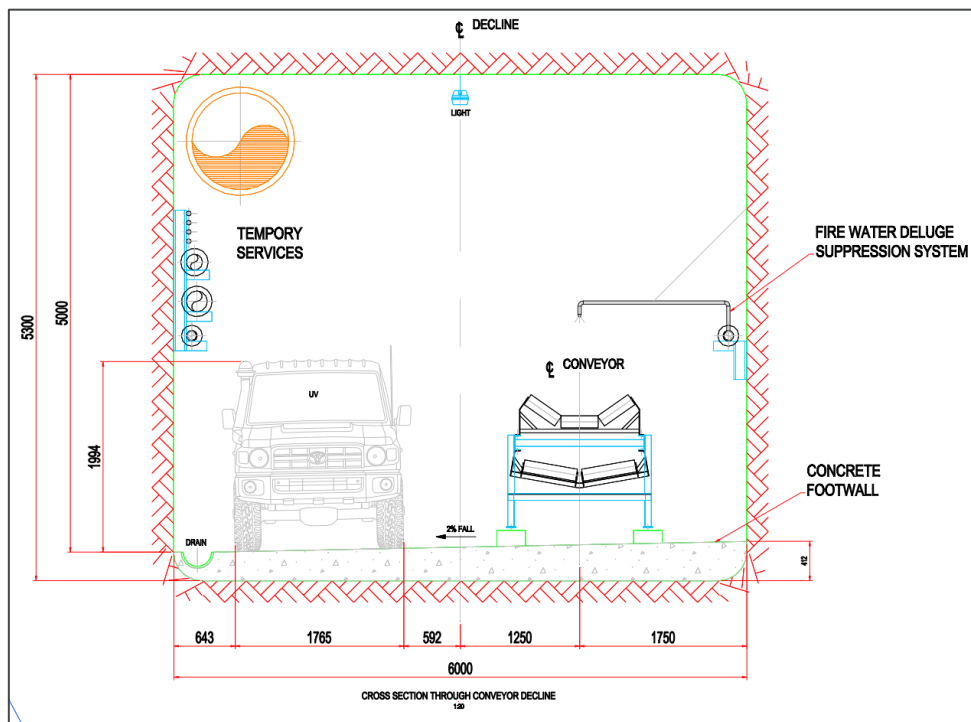 ℄ DECLINE
LIGHT
TEMPORY
SERVICES
FIRE WATER DELUGE
SUPPRESSION SYSTEM
5300
5000
℄ CONVEYOR
UV
1994
CONCRETE
FOOTWALL
2% FALL
DRAIN
412
643
1765
592
1250
1750
6000
CROSS SECTION THROUGH CONVEYOR DECLINE
1:20